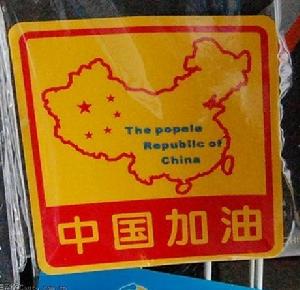 The popele
Republic of
China
中国加油